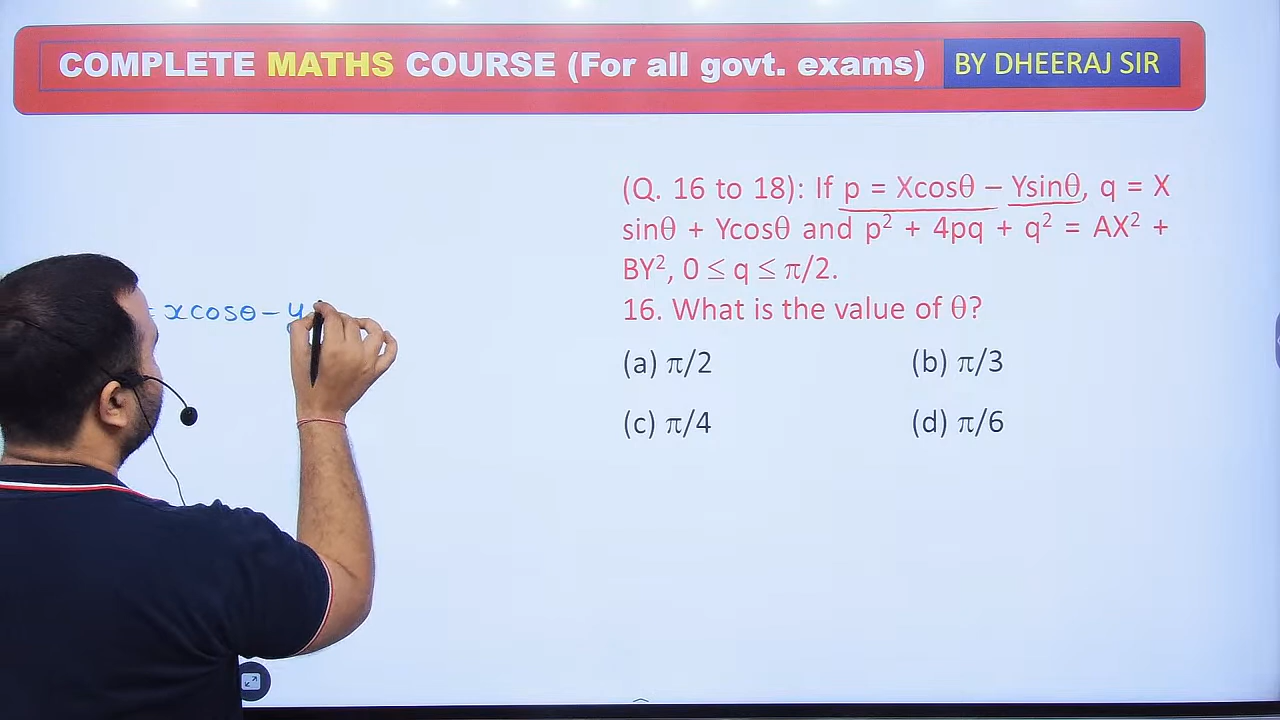 COMPLETE MATHS COURSE (For all govt. exams) BY DHEERAJ SIR
(Q. 16 to 18): If p = Xcosθ – Ysinθ, q = X
sinθ + Ycosθ and p² + 4pq + q² = AX² +
BY², 0 ≤ q ≤ π/2.
= xcosθ – y
16. What is the value of θ?
(a) π/2 (b) π/3
(c) π/4 (d) π/6